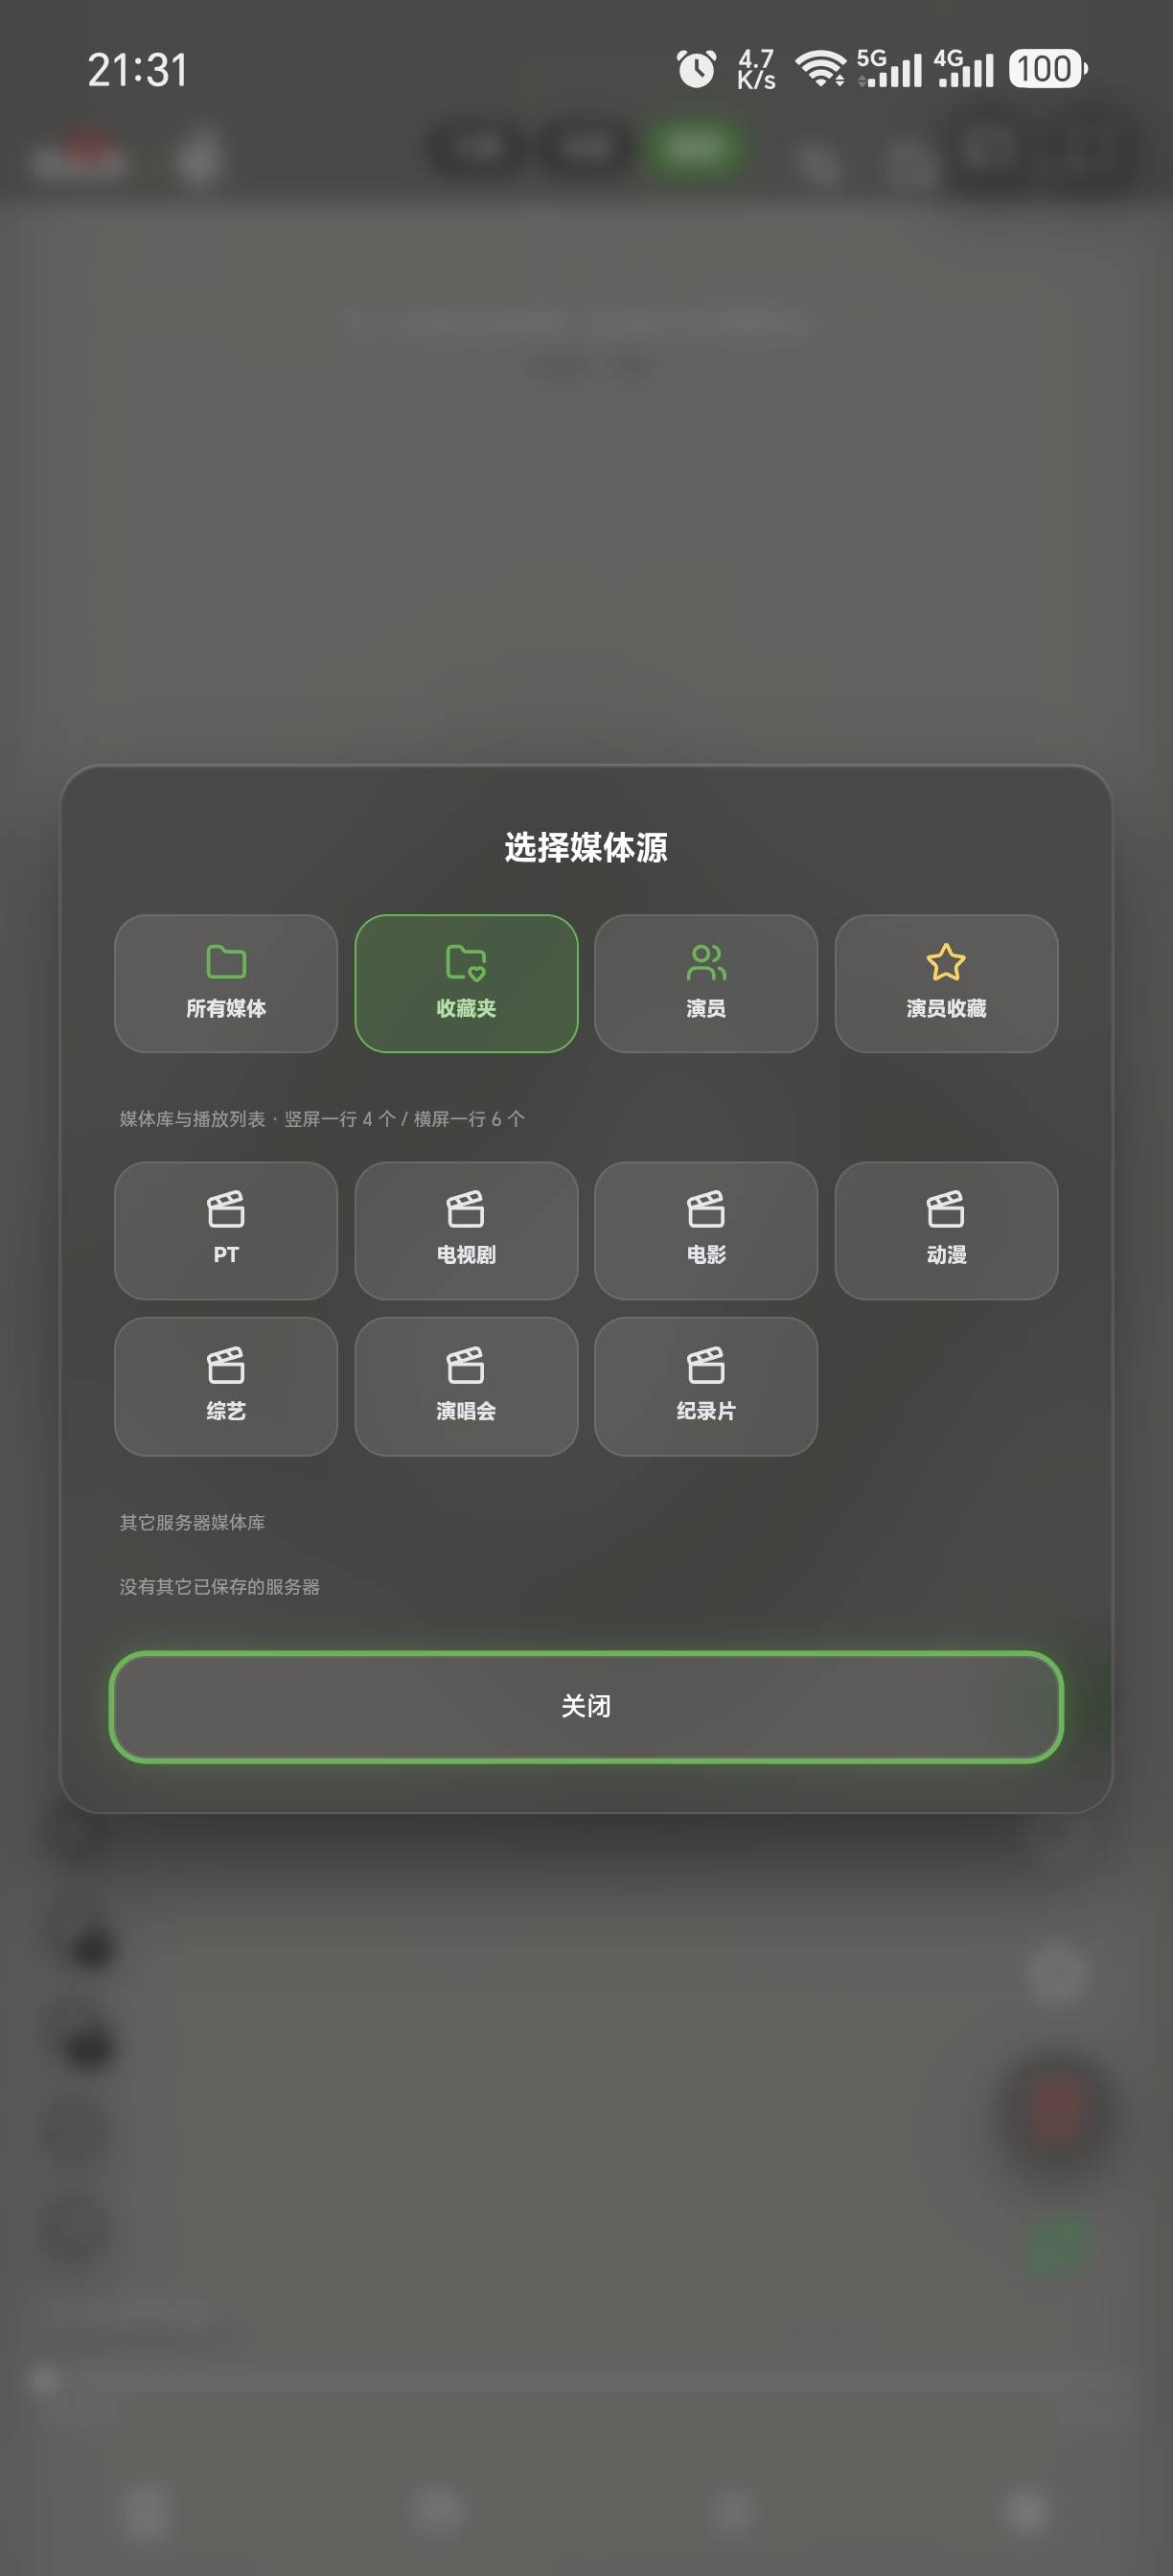 21:31
4.7 K/s 5G 4G 100
选择媒体源
所有媒体 收藏夹 演员 演员收藏
媒体库与播放列表 · 竖屏一行 4 个 / 横屏一行 6 个
PT 电视剧 电影 动漫
综艺 演唱会 纪录片
其它服务器媒体库
没有其它已保存的服务器
关闭